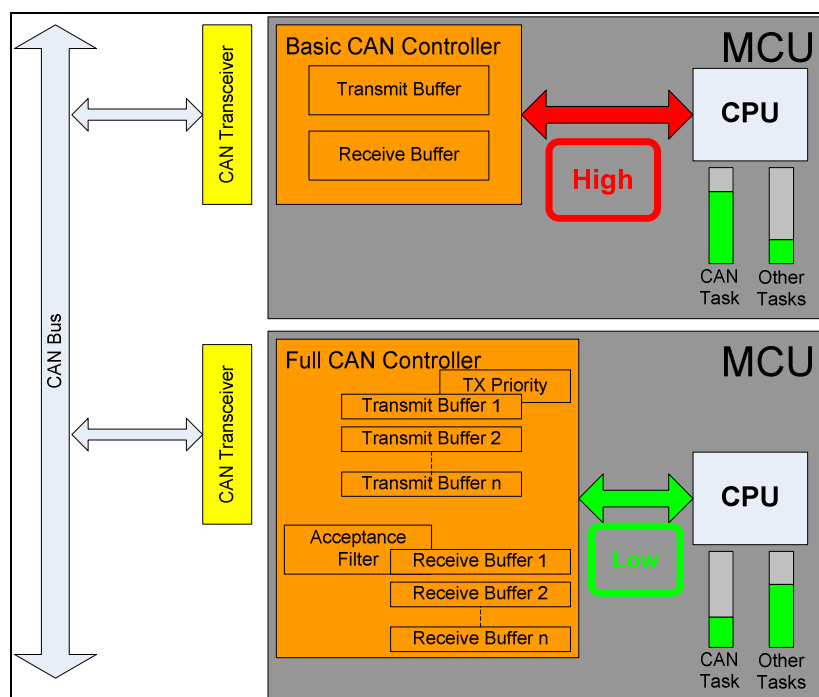 CAN Bus
CAN Transceiver
Basic CAN Controller
Transmit Buffer
Receive Buffer
High
MCU
CPU
CAN
Task
Other
Tasks
CAN Transceiver
Full CAN Controller
TX Priority
Transmit Buffer 1
Transmit Buffer 2
Transmit Buffer n
Acceptance
Filter
Receive Buffer 1
Receive Buffer 2
Receive Buffer n
Low
MCU
CPU
CAN
Task
Other
Tasks